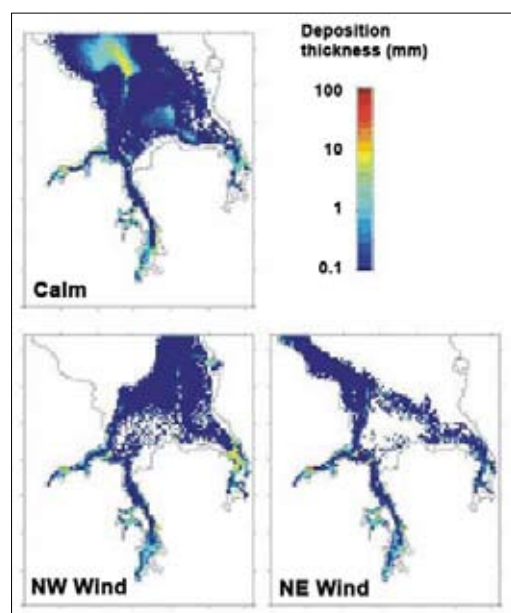 Deposition
thickness (mm)
100
10
1
0.1
Calm
NW Wind
NE Wind